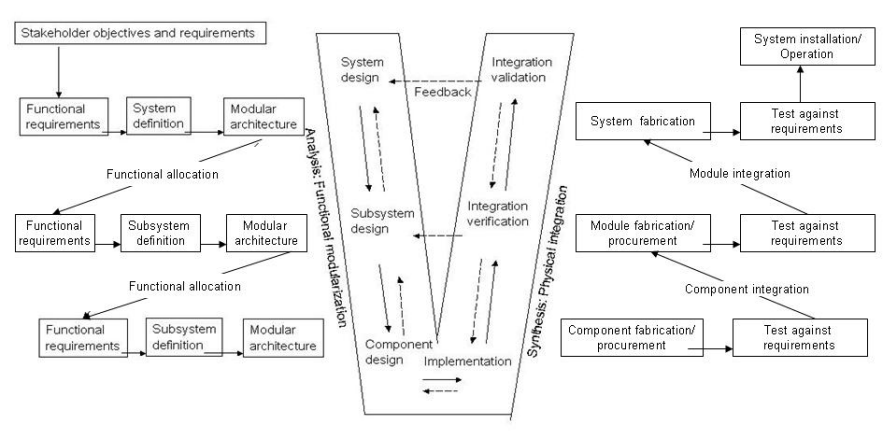 Stakeholder objectives and requirements
Functional
requirements
System
definition
Modular
architecture
Functional allocation
Functional
requirements
Subsystem
definition
Modular
architecture
Functional allocation
Functional
requirements
Subsystem
definition
Modular
architecture
Analysis: Functional modularization
System
design
Feedback
Integration
validation
Subsystem
design
Integration
verification
Component
design
Implementation
Synthesis: Physical integration
System installation/
Operation
System fabrication
Test against
requirements
Module integration
Module fabrication/
procurement
Test against
requirements
Component integration
Component fabrication/
procurement
Test against
requirements